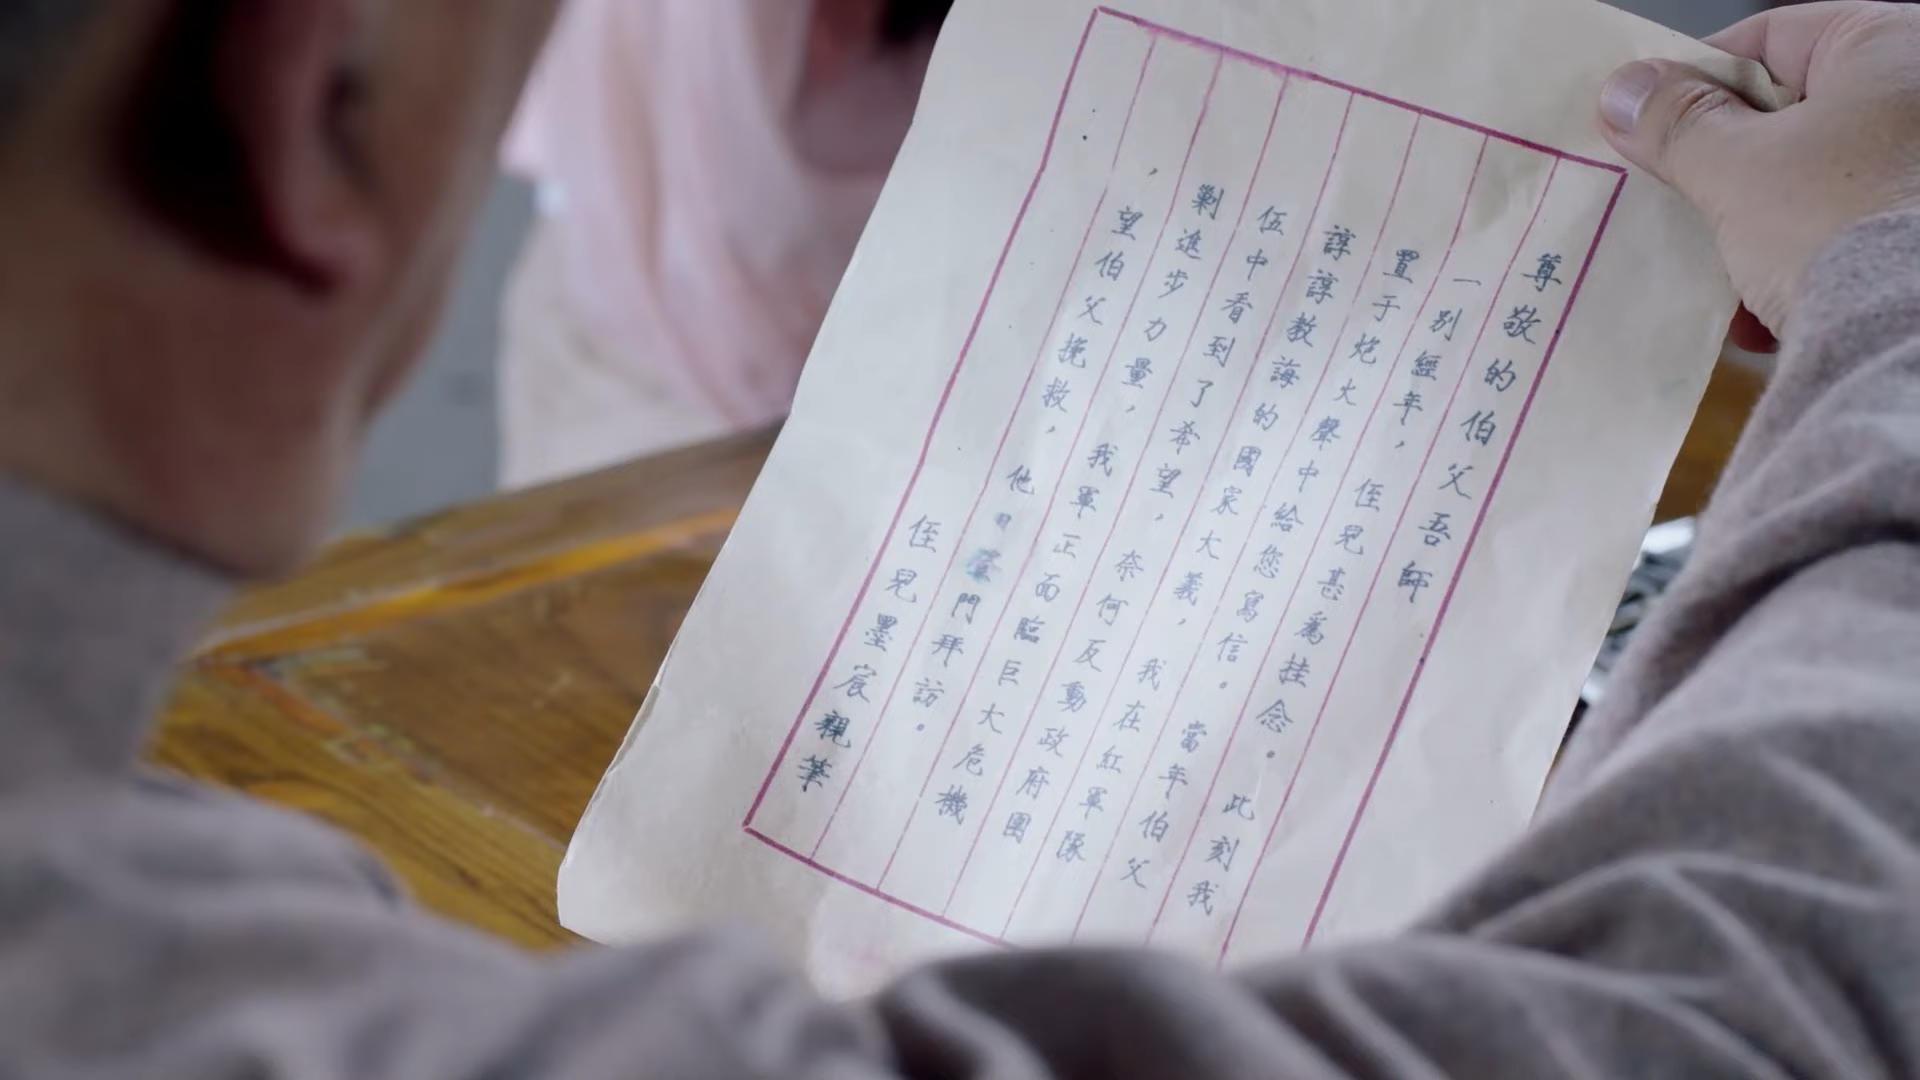 尊敬的伯父吾師
一別經年，侄兒甚爲挂念。此刻我
置于炮火聲中給您寫信。當年伯父
諄諄教誨的國家大義，我在紅軍隊
伍中看到了希望，奈何反動政府團
剿進步力量，我軍正面臨巨大危機
，望伯父挽救，他日登門拜訪。
侄兒墨宸親筆